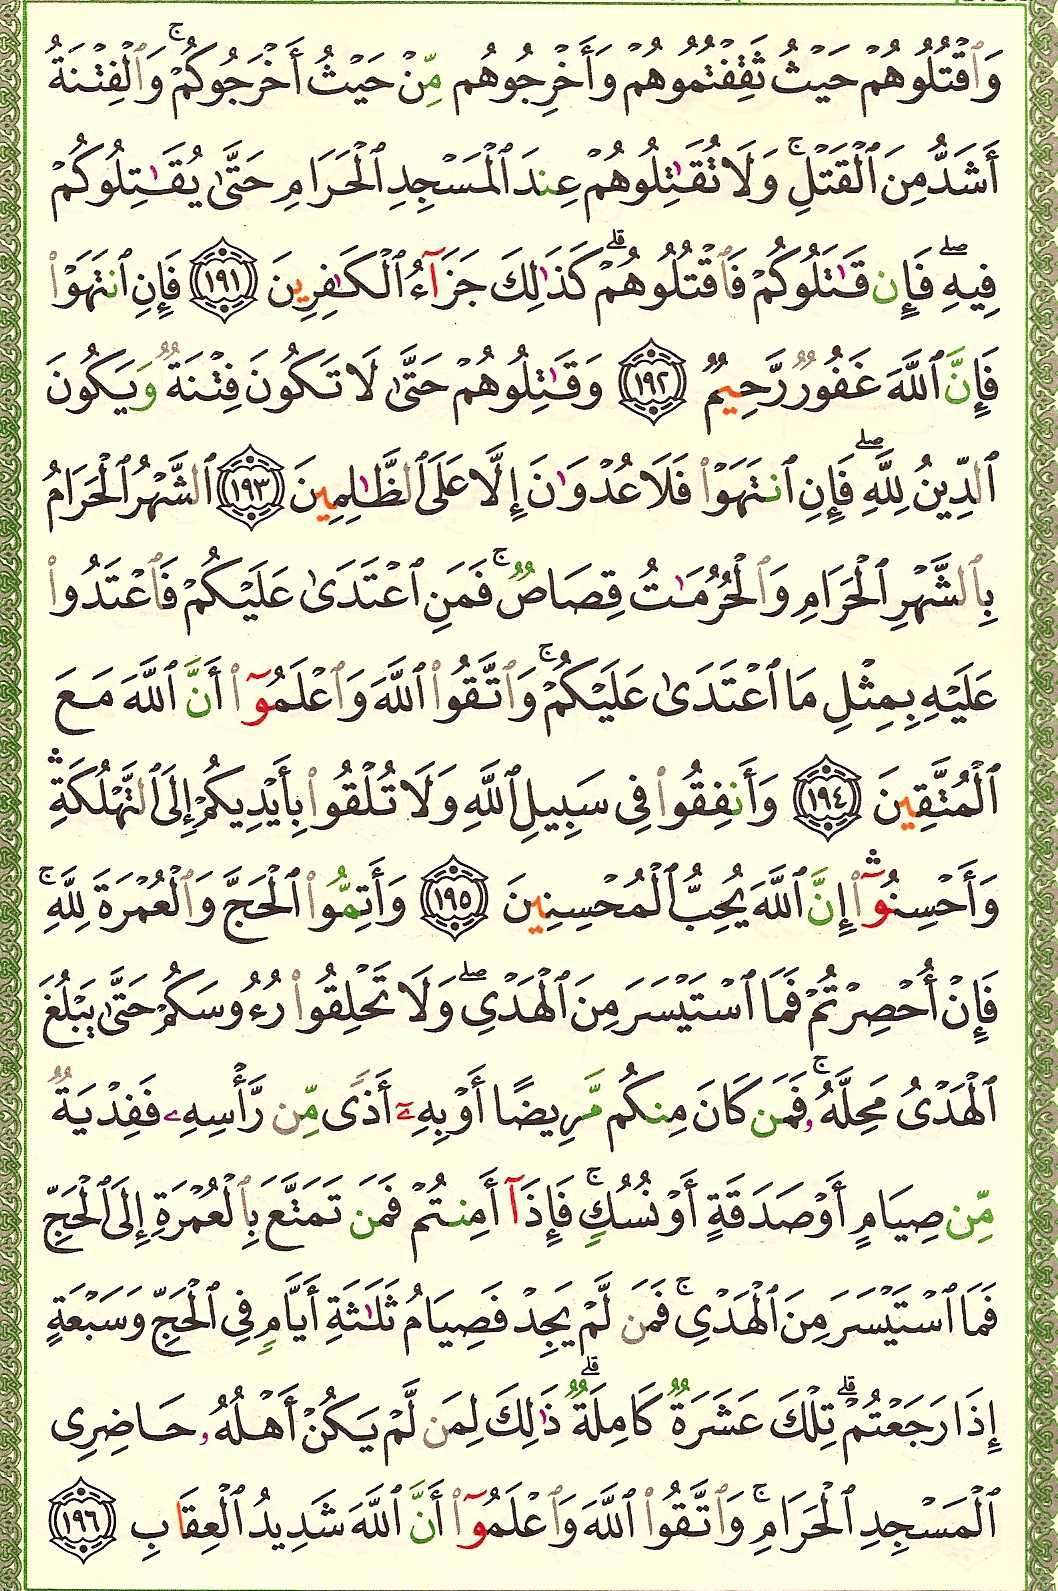 وَٱقْتُلُوهُمْ حَيْثُ ثَقِفْتُمُوهُمْ وَأَخْرِجُوهُم مِّنْ حَيْثُ أَخْرَجُوكُمْ ۚ وَٱلْفِتْنَةُ
أَشَدُّ مِنَ ٱلْقَتْلِ ۚ وَلَا تُقَٰتِلُوهُمْ عِندَ ٱلْمَسْجِدِ ٱلْحَرَامِ حَتَّىٰ يُقَٰتِلُوكُمْ
فِيهِ ۖ فَإِن قَٰتَلُوكُمْ فَٱقْتُلُوهُمْ ۗ كَذَٰلِكَ جَزَآءُ ٱلْكَٰفِرِينَ ١٩١ فَإِنِ ٱنتَهَوْا۟
فَإِنَّ ٱللَّهَ غَفُورٌ رَّحِيمٌ ١٩٢ وَقَٰتِلُوهُمْ حَتَّىٰ لَا تَكُونَ فِتْنَةٌ وَيَكُونَ
ٱلدِّينُ لِلَّهِ ۖ فَإِنِ ٱنتَهَوْا۟ فَلَا عُدْوَٰنَ إِلَّا عَلَى ٱلظَّٰلِمِينَ ١٩٣ ٱلشَّهْرُ ٱلْحَرَامُ
بِٱلشَّهْرِ ٱلْحَرَامِ وَٱلْحُرُمَٰتُ قِصَاصٌ ۚ فَمَنِ ٱعْتَدَىٰ عَلَيْكُمْ فَٱعْتَدُوا۟
عَلَيْهِ بِمِثْلِ مَا ٱعْتَدَىٰ عَلَيْكُمْ ۚ وَٱتَّقُوا۟ ٱللَّهَ وَٱعْلَمُوٓا۟ أَنَّ ٱللَّهَ مَعَ
ٱلْمُتَّقِينَ ١٩٤ وَأَنفِقُوا۟ فِى سَبِيلِ ٱللَّهِ وَلَا تُلْقُوا۟ بِأَيْدِيكُمْ إِلَى ٱلتَّهْلُكَةِ ۛ
وَأَحْسِنُوٓا۟ ۛ إِنَّ ٱللَّهَ يُحِبُّ ٱلْمُحْسِنِينَ ١٩٥ وَأَتِمُّوا۟ ٱلْحَجَّ وَٱلْعُمْرَةَ لِلَّهِ ۚ
فَإِنْ أُحْصِرْتُمْ فَمَا ٱسْتَيْسَرَ مِنَ ٱلْهَدْىِ ۖ وَلَا تَحْلِقُوا۟ رُءُوسَكُمْ حَتَّىٰ يَبْلُغَ
ٱلْهَدْىُ مَحِلَّهُۥ ۚ فَمَن كَانَ مِنكُم مَّرِيضًا أَوْ بِهِۦٓ أَذًى مِّن رَّأْسِهِۦ فَفِدْيَةٌ
مِّن صِيَامٍ أَوْ صَدَقَةٍ أَوْ نُسُكٍ ۚ فَإِذَآ أَمِنتُمْ فَمَن تَمَتَّعَ بِٱلْعُمْرَةِ إِلَى ٱلْحَجِّ
فَمَا ٱسْتَيْسَرَ مِنَ ٱلْهَدْىِ ۚ فَمَن لَّمْ يَجِدْ فَصِيَامُ ثَلَٰثَةِ أَيَّامٍ فِى ٱلْحَجِّ وَسَبْعَةٍ
إِذَا رَجَعْتُمْ ۗ تِلْكَ عَشَرَةٌ كَامِلَةٌ ۗ ذَٰلِكَ لِمَن لَّمْ يَكُنْ أَهْلُهُۥ حَاضِرِى
ٱلْمَسْجِدِ ٱلْحَرَامِ ۚ وَٱتَّقُوا۟ ٱللَّهَ وَٱعْلَمُوٓا۟ أَنَّ ٱللَّهَ شَدِيدُ ٱلْعِقَابِ ١٩٦